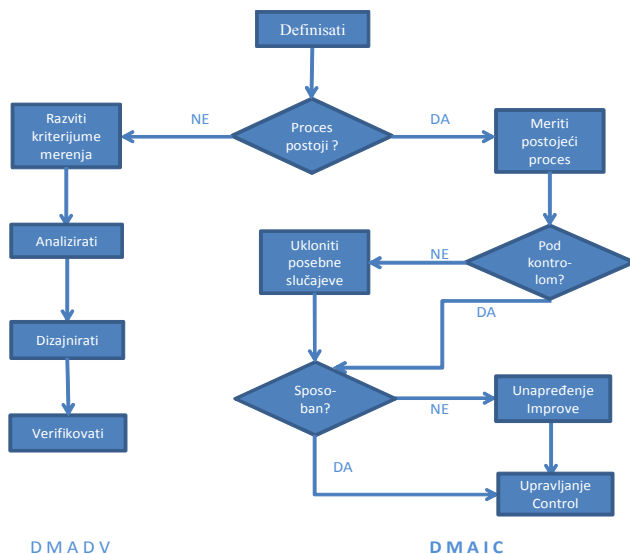 Definisati
Razviti
kriterijume
merenja
NE
Proces
postoji ?
DA
Meriti
postojeći
proces
Analizirati
Ukloniti
posebne
slučajeve
NE
Pod
kontro-
lom?
DA
Dizajnirati
Sposo-
ban?
NE
Unapređenje
Improve
Verifikovati
DA
Upravljanje
Control
D M A D V
D M A I C